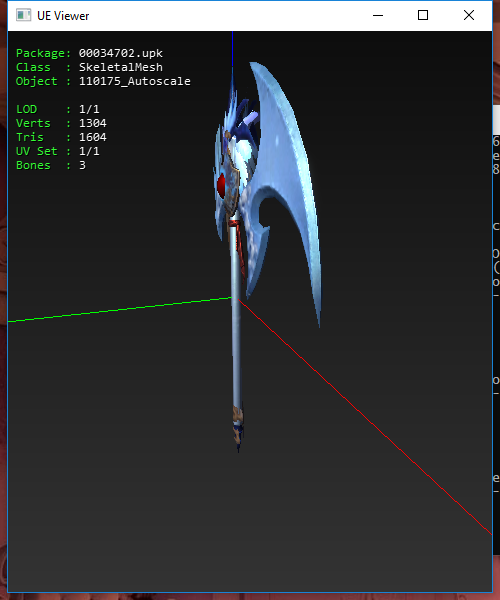 UE Viewer
Package: 00034702.upk
Class  : SkeletalMesh
Object : 110175_Autoscale
LOD    : 1/1
Verts  : 1304
Tris   : 1604
UV Set : 1/1
Bones  : 3